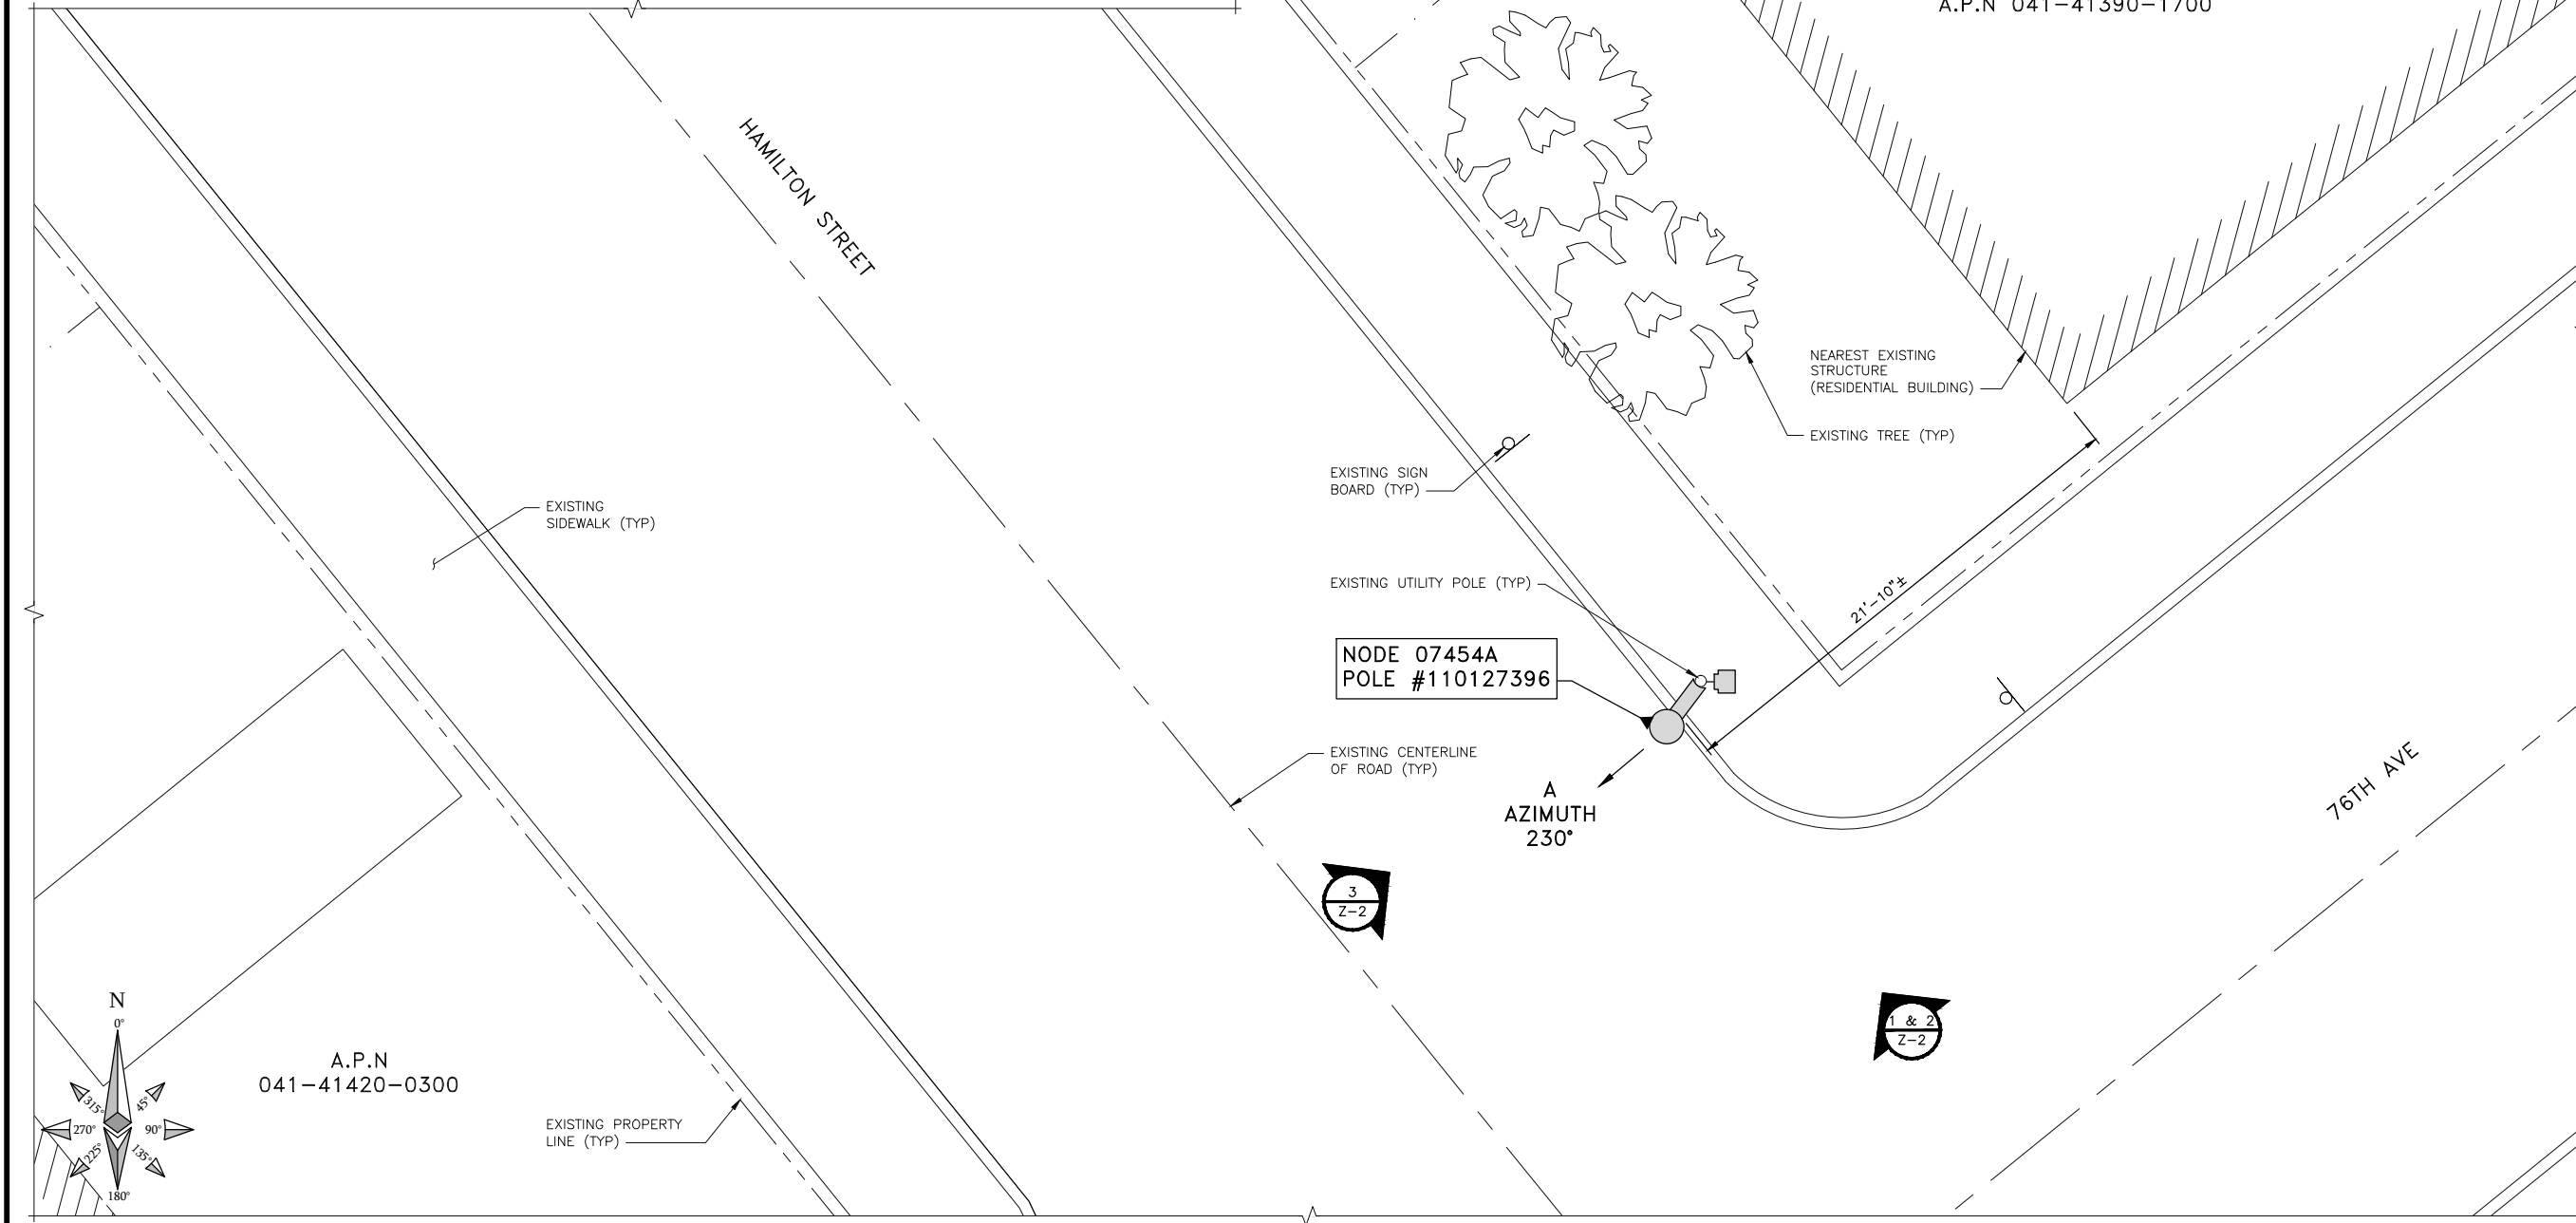 A.P.N 041-41390-1700
HAMILTON STREET
NEAREST EXISTING
STRUCTURE
(RESIDENTIAL BUILDING)
EXISTING TREE (TYP)
EXISTING SIGN
BOARD (TYP)
EXISTING
SIDEWALK (TYP)
EXISTING UTILITY POLE (TYP)
21'-10"±
NODE 07454A
POLE #110127396
EXISTING CENTERLINE
OF ROAD (TYP)
A
AZIMUTH
230°
76TH AVE
3
Z-2
1 & 2
Z-2
N
0°
315°
45°
270°
90°
225°
135°
180°
A.P.N
041-41420-0300
EXISTING PROPERTY
LINE (TYP)